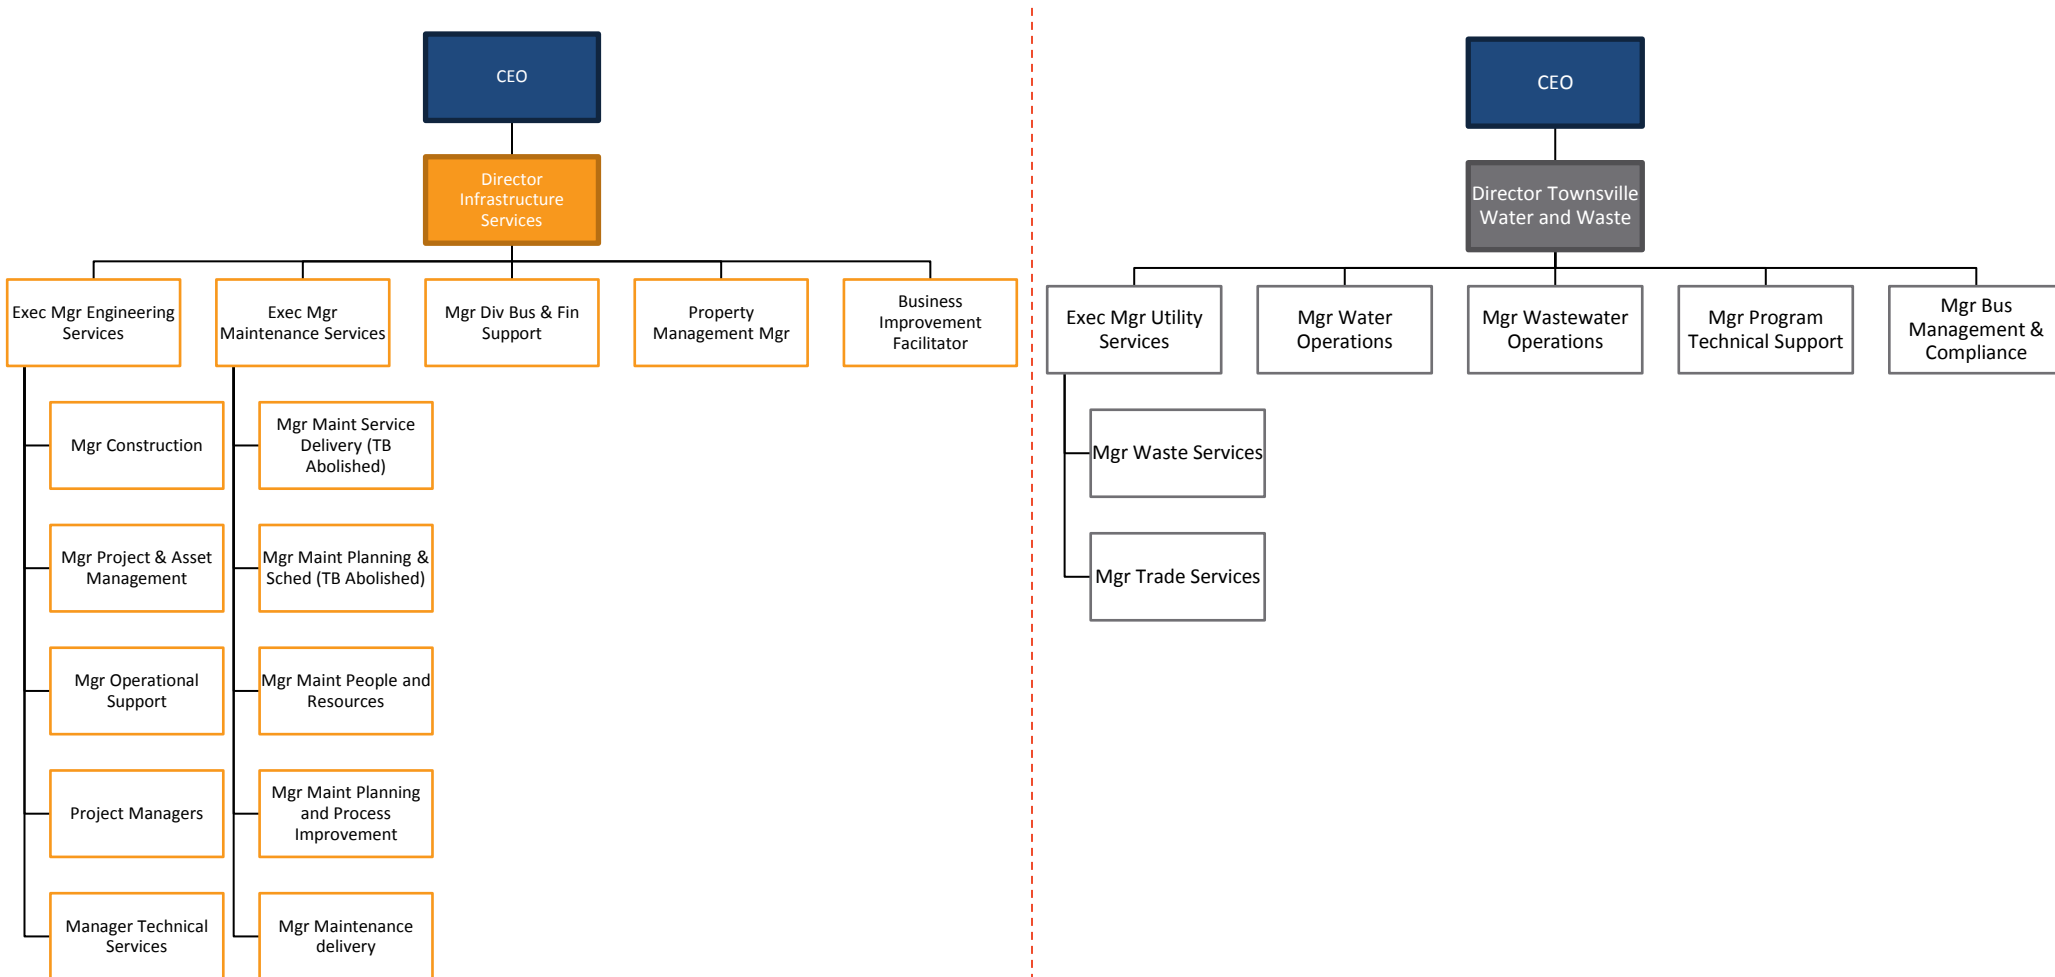 CEO
Director
Infrastructure
Services
Exec Mgr Engineering
Services
Exec Mgr
Maintenance Services
Mgr Div Bus & Fin
Support
Property
Management Mgr
Business
Improvement
Facilitator
Mgr Construction
Mgr Project & Asset
Management
Mgr Operational
Support
Project Managers
Manager Technical
Services
Mgr Maint Service
Delivery (TB
Abolished)
Mgr Maint Planning &
Sched (TB Abolished)
Mgr Maint People and
Resources
Mgr Maint Planning
and Process
Improvement
Mgr Maintenance
delivery
CEO
Director Townsville
Water and Waste
Exec Mgr Utility
Services
Mgr Water
Operations
Mgr Wastewater
Operations
Mgr Program
Technical Support
Mgr Bus
Management &
Compliance
Mgr Waste Services
Mgr Trade Services